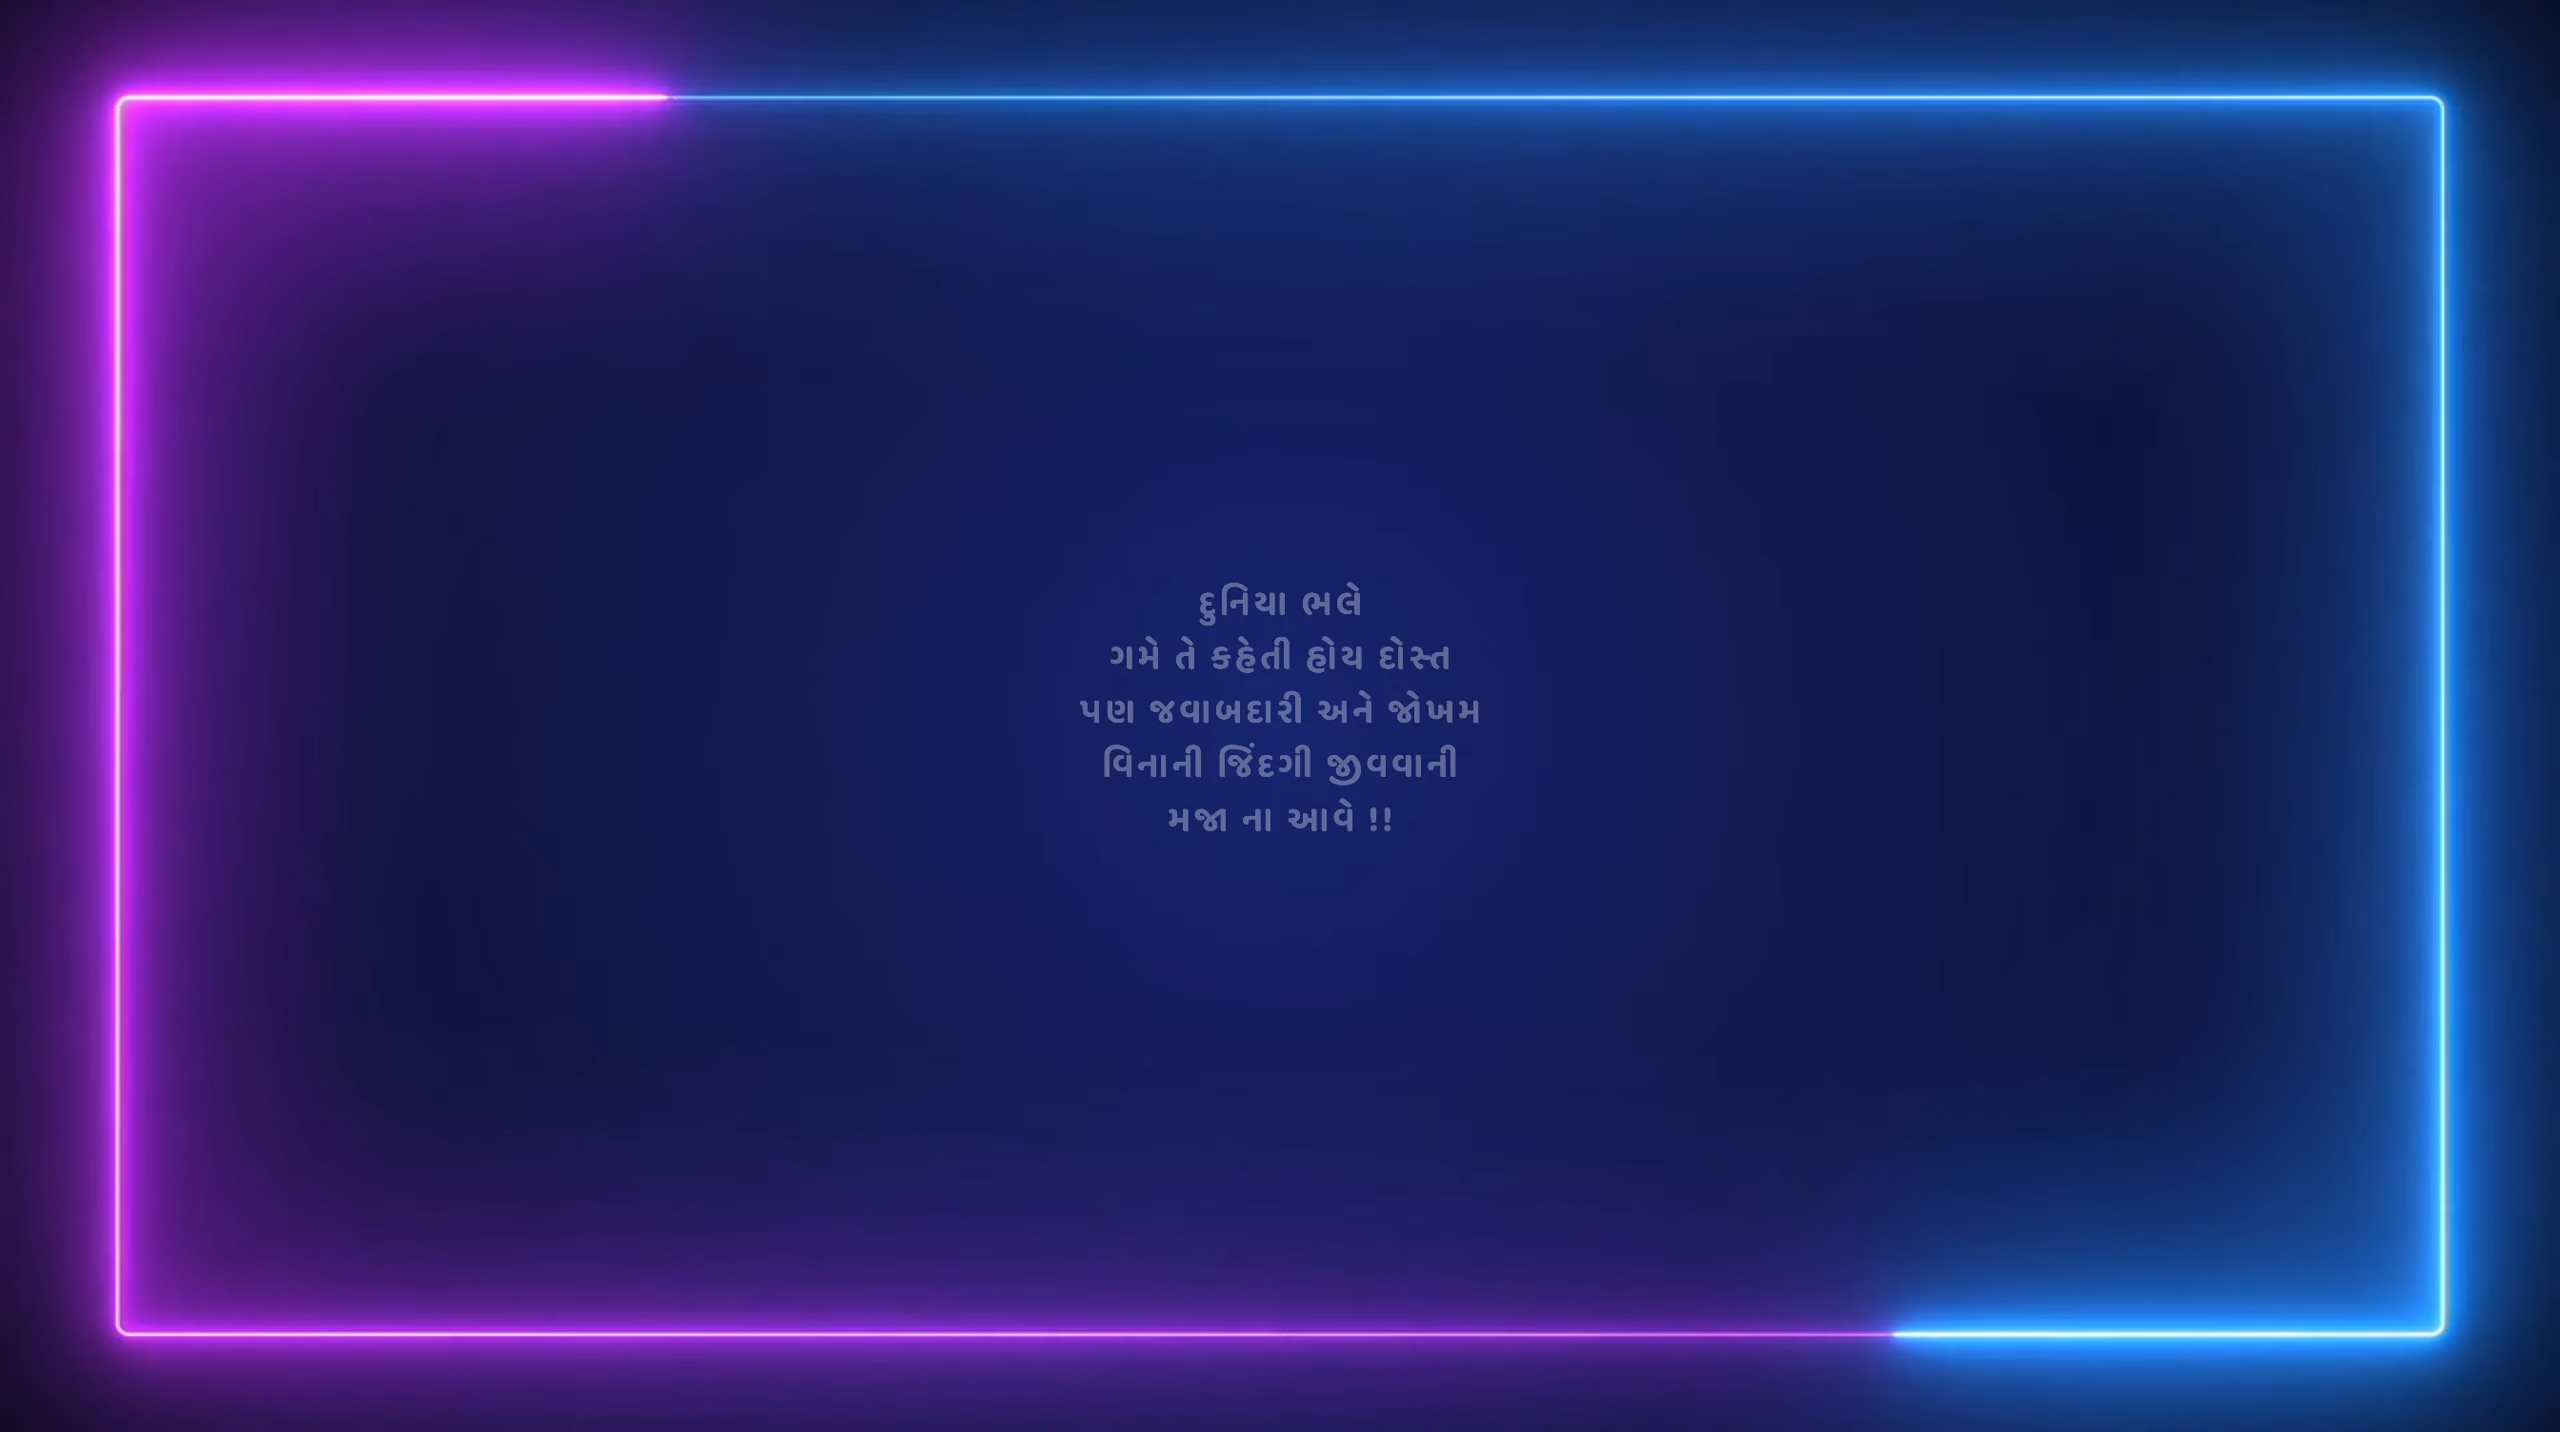 દુનિયા ભલે
ગમે તે કહેતી હોય દોસ્ત
પણ જવાબદારી અને જોખમ
વિનાની જિંદગી જીવવાની
મજા ના આવે !!